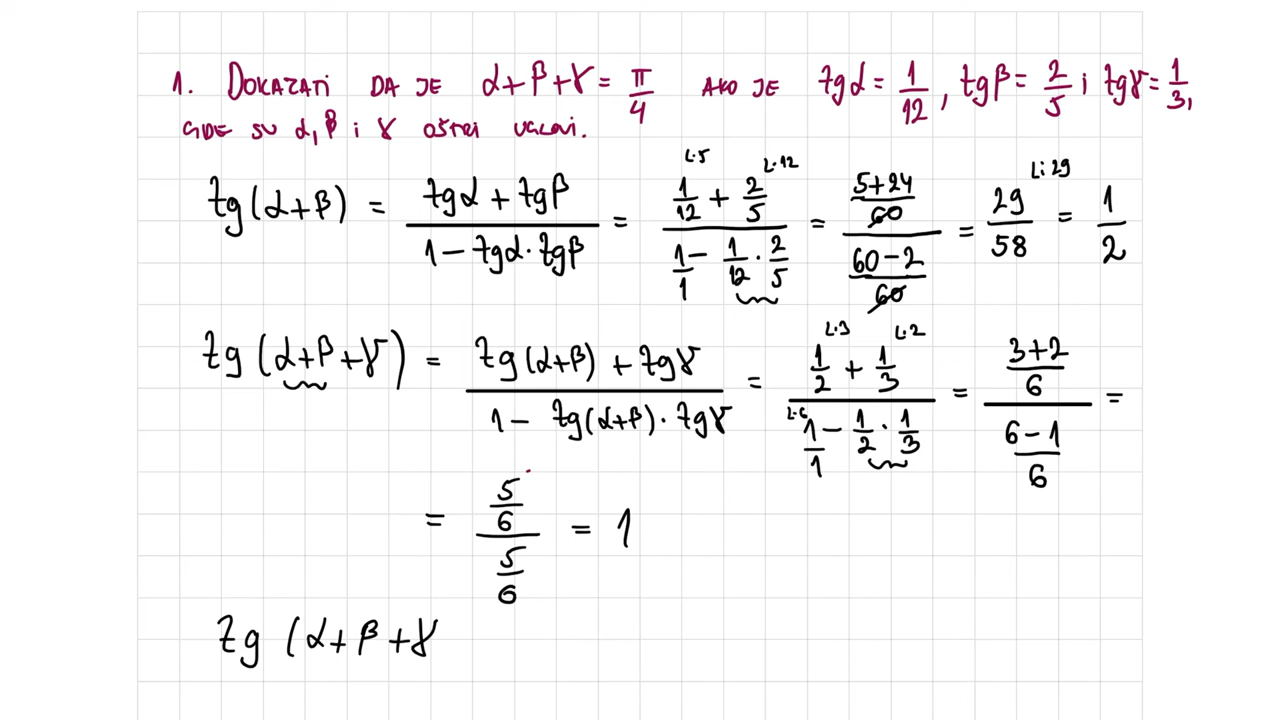 1. DOKAZATI DA JE α+β+γ = π/4 AKO JE tgα = 1/12, tgβ = 2/5 i tgγ = 1/3,
GDE SU α, β i γ OŠTRI UGLOVI.
tg(α+β) = (tgα + tgβ)/(1 − tgα·tgβ) = (1/12 + 2/5)/(1/1 − 1/12 · 2/5) = ((5+24)/60)/((60−2)/60) = 29/58 = 1/2
tg(α+β+γ) = (tg(α+β) + tgγ)/(1 − tg(α+β)·tgγ) = (1/2 + 1/3)/(1/1 − 1/2 · 1/3) = ((3+2)/6)/((6−1)/6) =
= (5/6)/(5/6) = 1
tg (α+β+γ